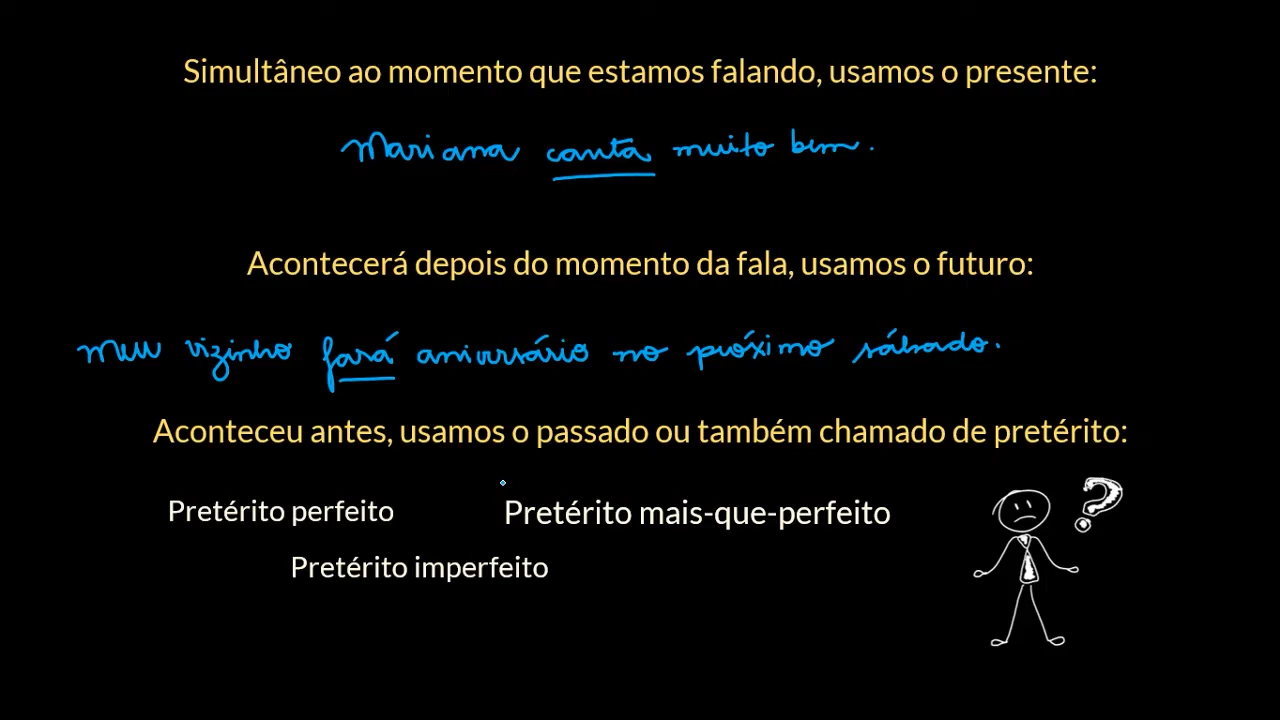 Simultâneo ao momento que estamos falando, usamos o presente:
Mariana canta muito bem.
Acontecerá depois do momento da fala, usamos o futuro:
Meu vizinho fará aniversário no próximo sábado.
Aconteceu antes, usamos o passado ou também chamado de pretérito:
Pretérito perfeito
Pretérito mais-que-perfeito
Pretérito imperfeito
?